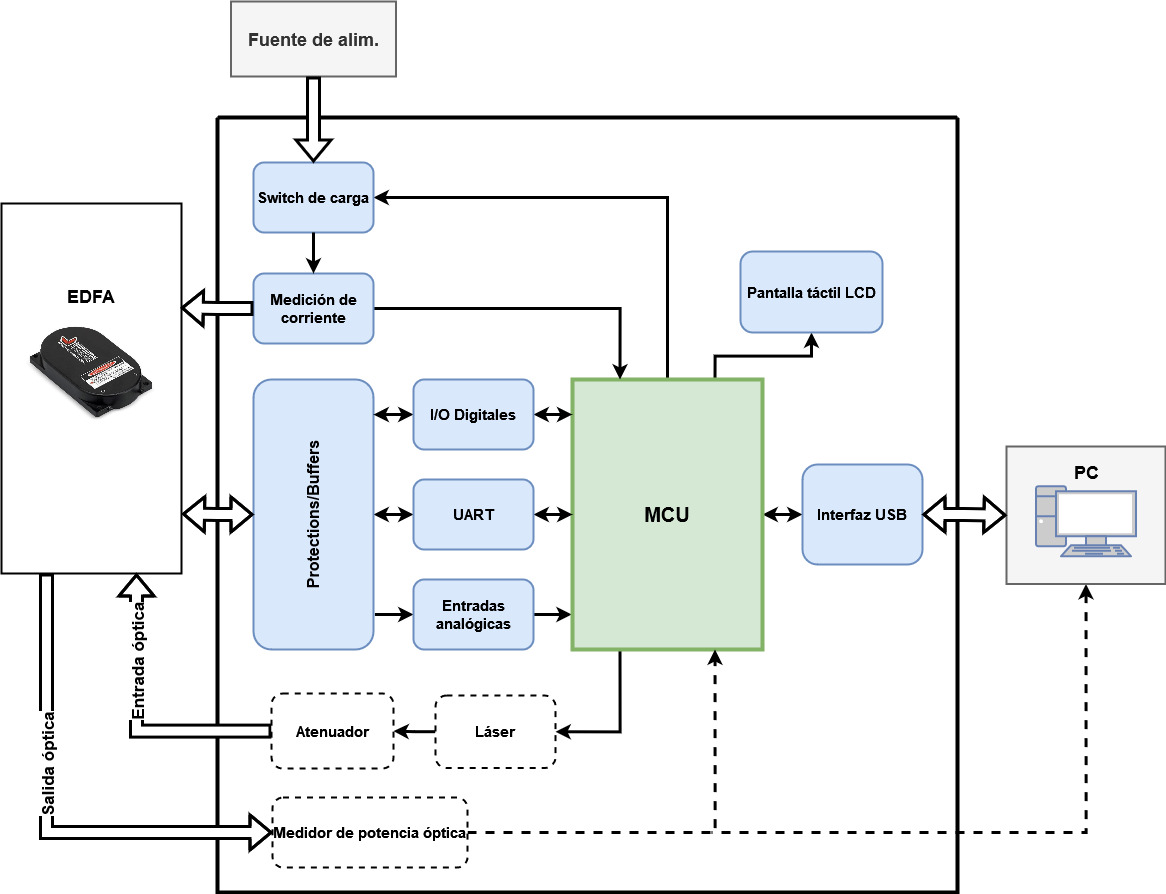 Fuente de alim.
Switch de carga
EDFA
Medición de
corriente
Pantalla táctil LCD
Protections/Buffers
I/O Digitales
UART
Entradas
analógicas
MCU
Interfaz USB
PC
Entrada óptica
Salida óptica
Atenuador
Láser
Medidor de potencia óptica